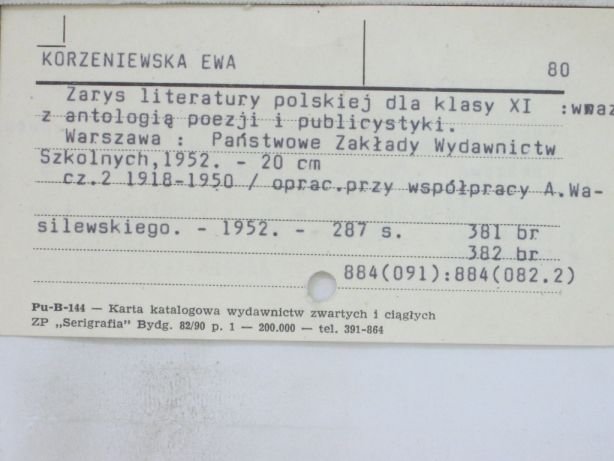 KORZENIEWSKA EWA
80
Zarys literatury polskiej dla klasy XI :wraz
z antologią poezji i publicystyki.
Warszawa : Państwowe Zakłady Wydawnictw
Szkolnych,1952. - 20 cm
cz.2 1918-1950 / oprac.przy współpracy A.Wa-
silewskiego. - 1952. - 287 s. 381 br
382 br
884(091):884(082.2)
Pu-B-144 — Karta katalogowa wydawnictw zwartych i ciągłych
ZP „Serigrafia" Bydg. 82/90 p. 1 — 200.000 — tel. 391-864